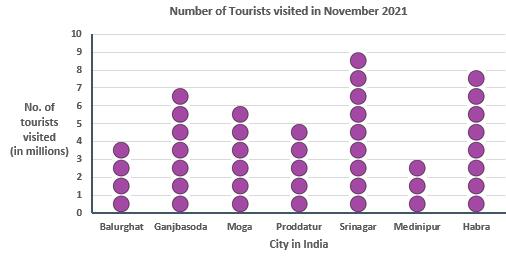 Number of Tourists visited in November 2021
10
9
8
7
6
5
4
3
2
1
0
No. of
tourists
visited
(in millions)
Balurghat Ganjbasoda Moga Proddatur Srinagar Medinipur Habra
City in India